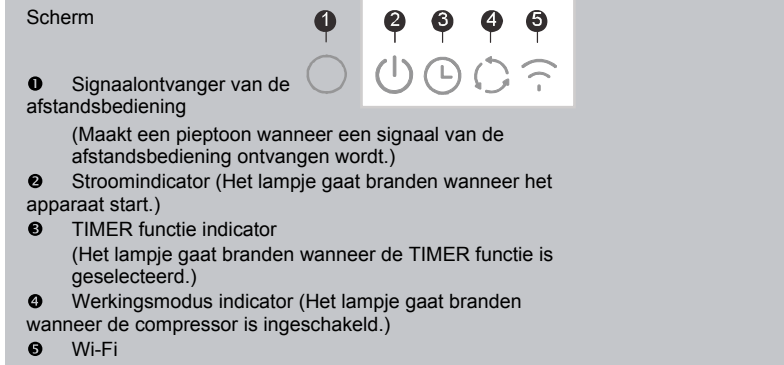 Scherm
❶ ❷ ❸ ❹ ❺
❶ Signaalontvanger van de
afstandsbediening
(Maakt een pieptoon wanneer een signaal van de
afstandsbediening ontvangen wordt.)
❷ Stroomindicator (Het lampje gaat branden wanneer het
apparaat start.)
❸ TIMER functie indicator
(Het lampje gaat branden wanneer de TIMER functie is
geselecteerd.)
❹ Werkingsmodus indicator (Het lampje gaat branden
wanneer de compressor is ingeschakeld.)
❺ Wi-Fi